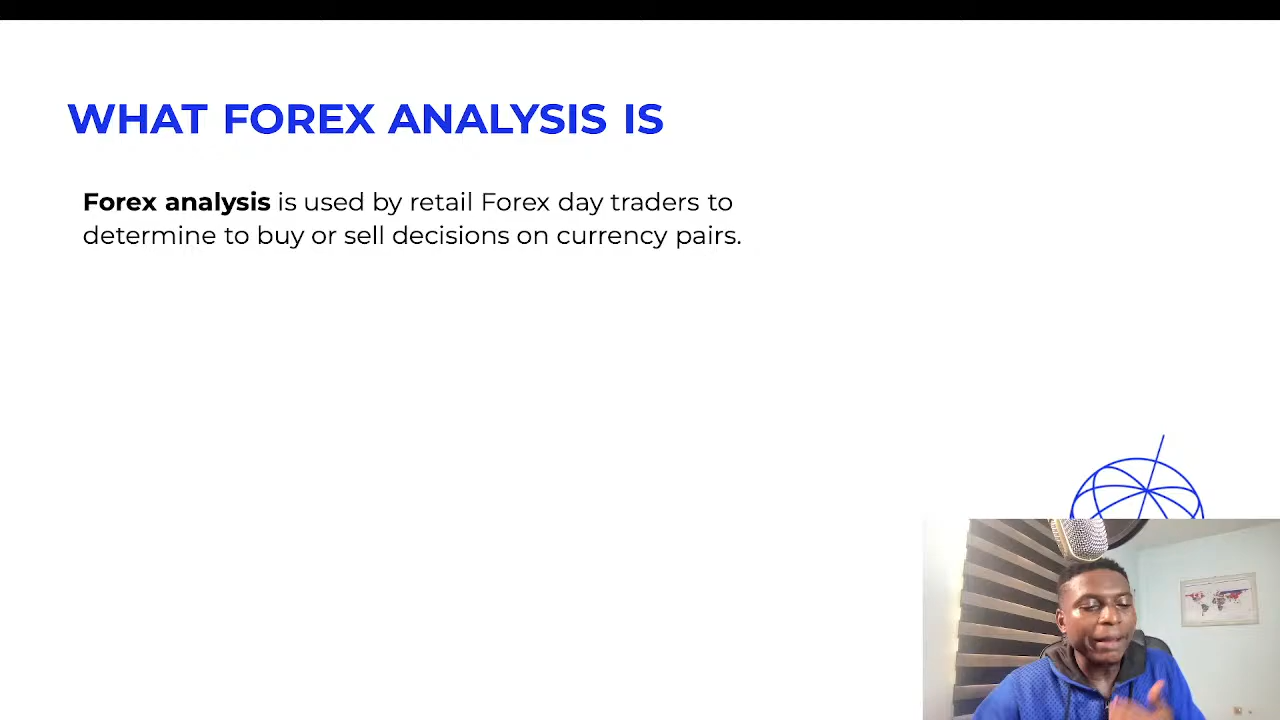 WHAT FOREX ANALYSIS IS
Forex analysis is used by retail Forex day traders to
determine to buy or sell decisions on currency pairs.